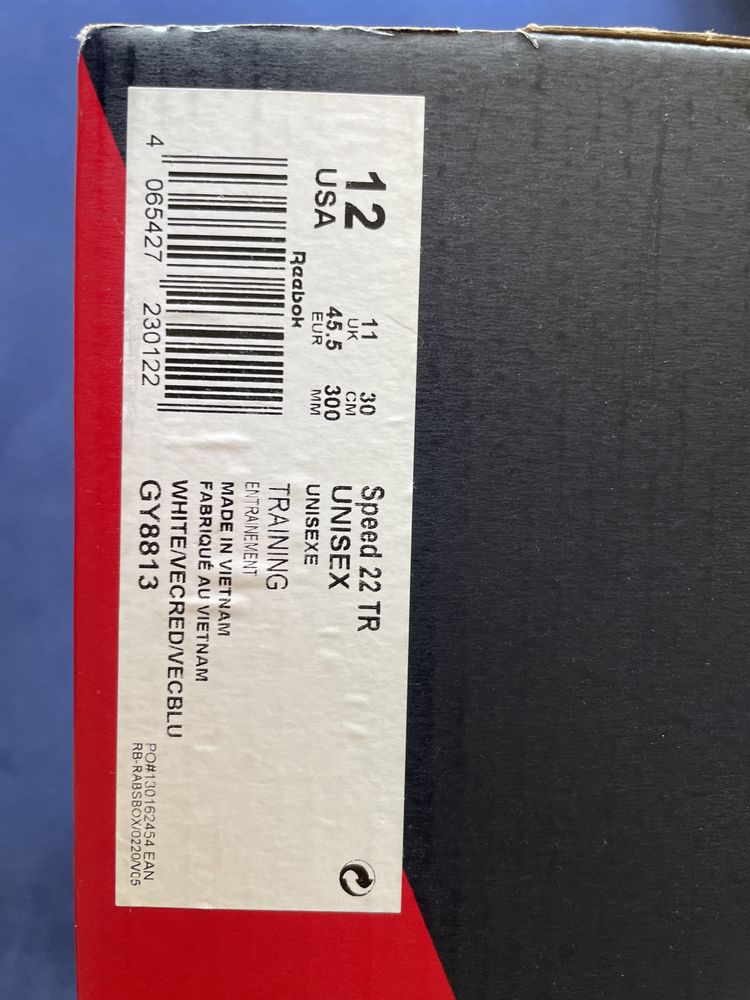 12
USA
11
UK
45.5
EUR
30
CM
300
MM
Reebok
4 065427 230122
Speed 22 TR
UNISEX
UNISEXE
TRAINING
ENTRAINEMENT
MADE IN VIETNAM
FABRIQUÉ AU VIETNAM
WHITE/VECRED/VECBLU
GY8813
PO#130162454 EAN
RB-RABSBOX/0220/V05